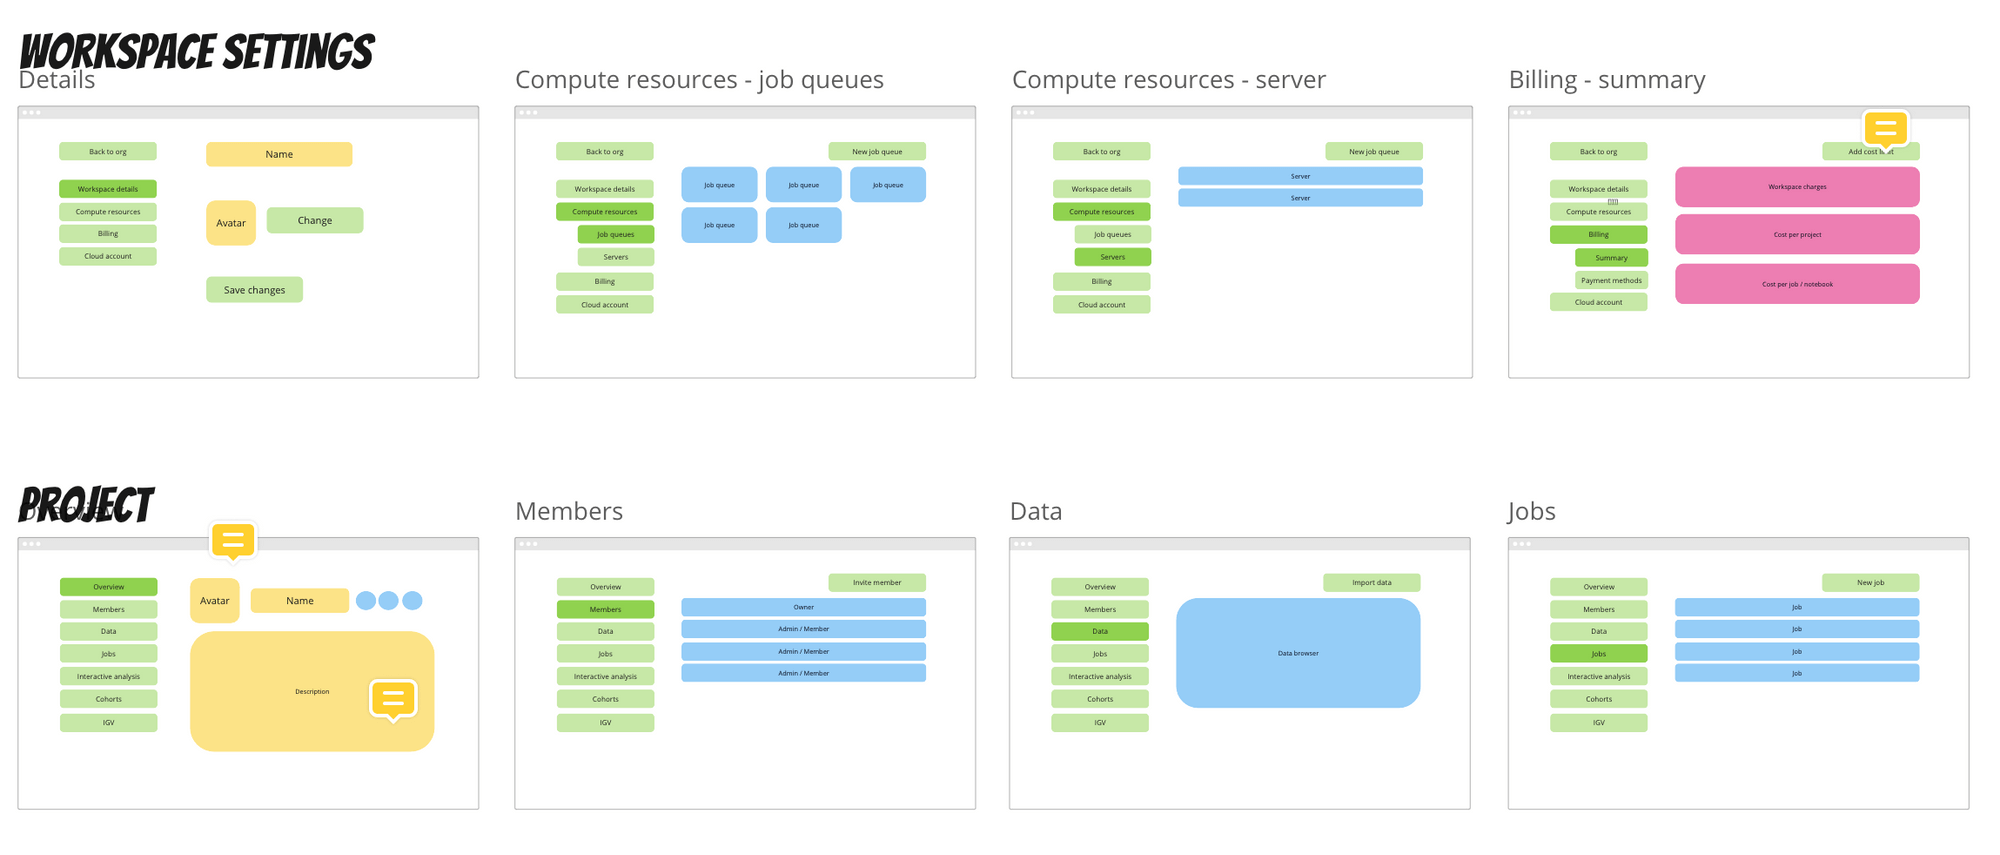 WORKSPACE SETTINGS
Details
Back to org
Workspace details
Compute resources
Billing
Cloud account
Name
Avatar
Change
Save changes
Compute resources - job queues
Back to org
New job queue
Workspace details
Compute resources
Job queues
Servers
Billing
Cloud account
Job queue
Job queue
Job queue
Job queue
Job queue
Compute resources - server
Back to org
New job queue
Workspace details
Compute resources
Job queues
Servers
Billing
Cloud account
Server
Server
Billing - summary
Back to org
Add cost limit
Workspace details
Compute resources
Billing
Summary
Payment methods
Cloud account
Workspace charges
Cost per project
Cost per job / notebook
PROJECT
Overview
Overview
Members
Data
Jobs
Interactive analysis
Cohorts
IGV
Avatar
Name
Description
Members
Overview
Members
Data
Jobs
Interactive analysis
Cohorts
IGV
Invite member
Owner
Admin / Member
Admin / Member
Admin / Member
Data
Overview
Members
Data
Jobs
Interactive analysis
Cohorts
IGV
Import data
Data browser
Jobs
Overview
Members
Data
Jobs
Interactive analysis
Cohorts
IGV
New job
Job
Job
Job
Job